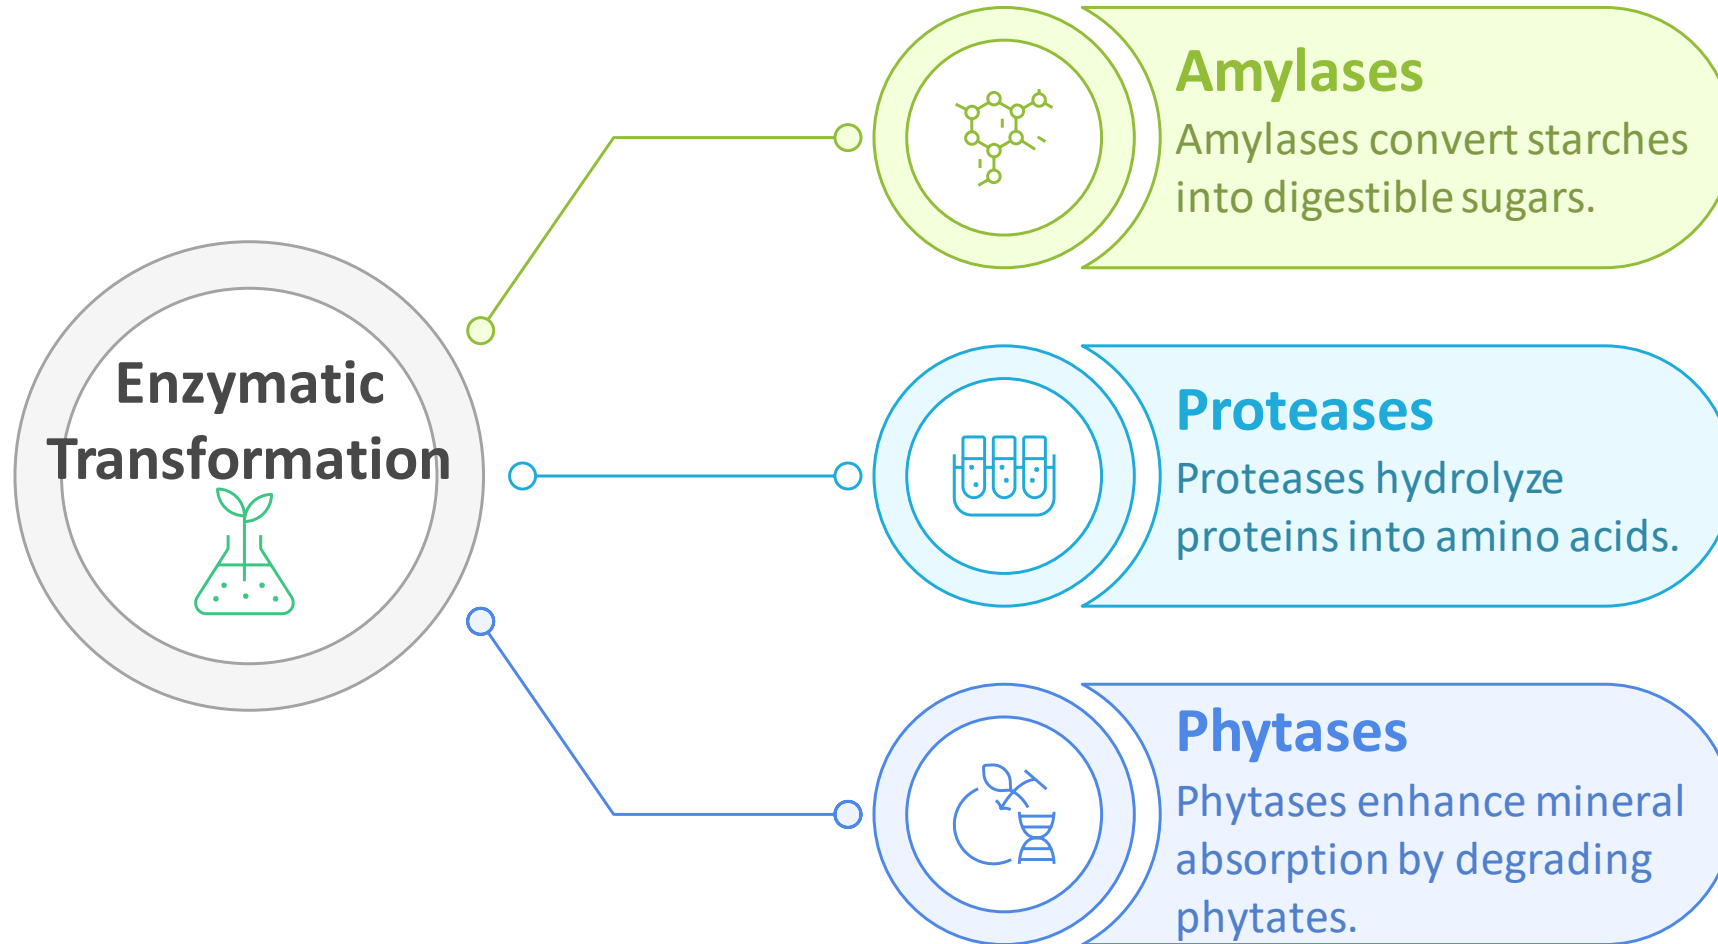 Enzymatic
Transformation
Amylases
Amylases convert starches
into digestible sugars.
Proteases
Proteases hydrolyze
proteins into amino acids.
Phytases
Phytases enhance mineral
absorption by degrading
phytates.